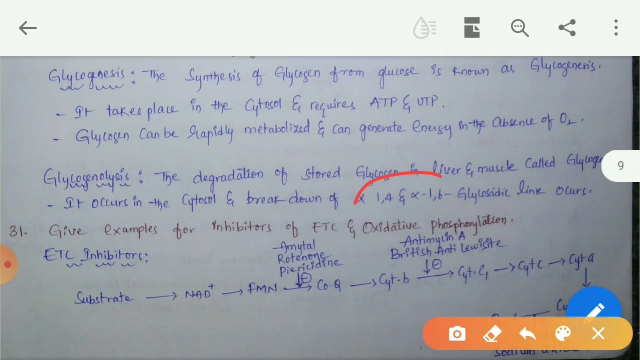 Glycogenesis: The Synthesis of Glycogen from glucose is known as Glycogenesis.
- It takes place in the Cytosol & requires ATP & UTP.
- Glycogen can be rapidly metabolized & can generate Energy in the Absence of O2.
Glycogenolysis: The degradation of Stored Glycogen in liver & muscle called Glycogen
- It occurs in the Cytosol & break down of α 1,4 & α-1,6- Glylosidic link occurs.
9
31. Give examples for inhibitors of ETC & Oxidative phosphorylation.
ETC Inhibitors:
-Amytal
Rotenone
Piericidine
-Antimycin A
British Anti Lewisite
Substrate → NAD+ → FMN → Co-Q → Cyt-b → Cyt-C1 → Cyt c → Cyt a
Sodium